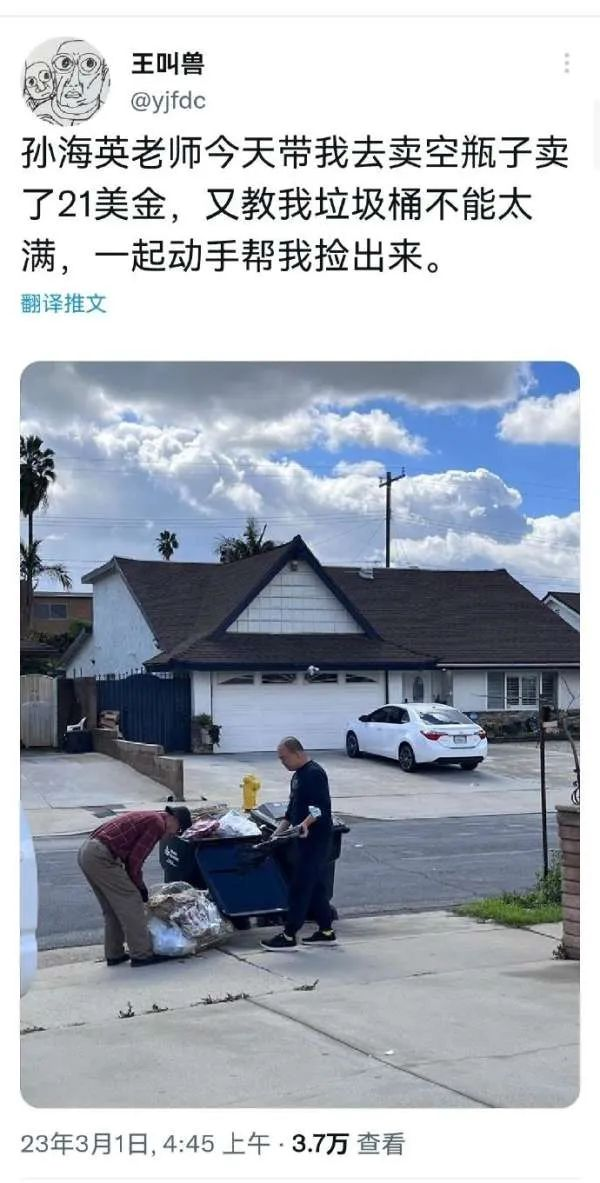 王叫兽
@yjfdc
孙海英老师今天带我去卖空瓶子卖
了21美金，又教我垃圾桶不能太
满，一起动手帮我捡出来。
翻译推文
23年3月1日, 4:45 上午 · 3.7万 查看